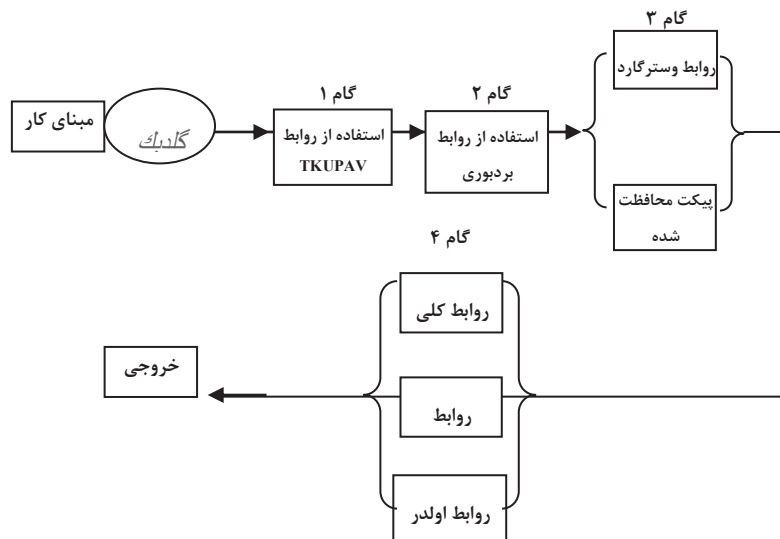 مبنای کار
گلدبك
گام ۱
استفاده از روابط
TKUPAV
گام ۲
استفاده از روابط
بردبوری
گام ۳
روابط وسترگارد
پیکت محافظت
شده
گام ۴
روابط کلی
روابط
روابط اولدر
خروجی